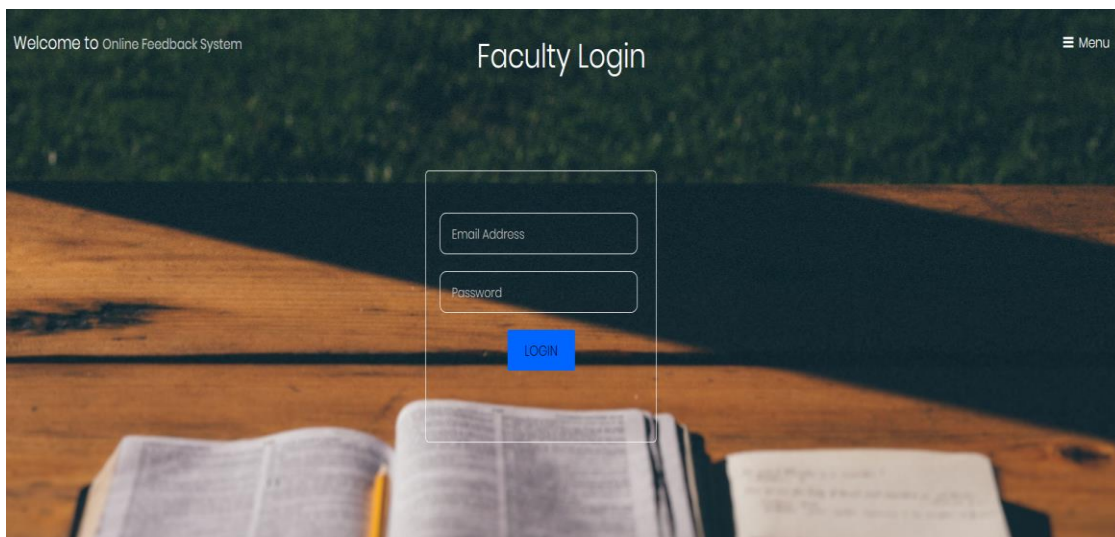 Welcome to Online Feedback System
Faculty Login
☰ Menu
Email Address
Password
LOGIN